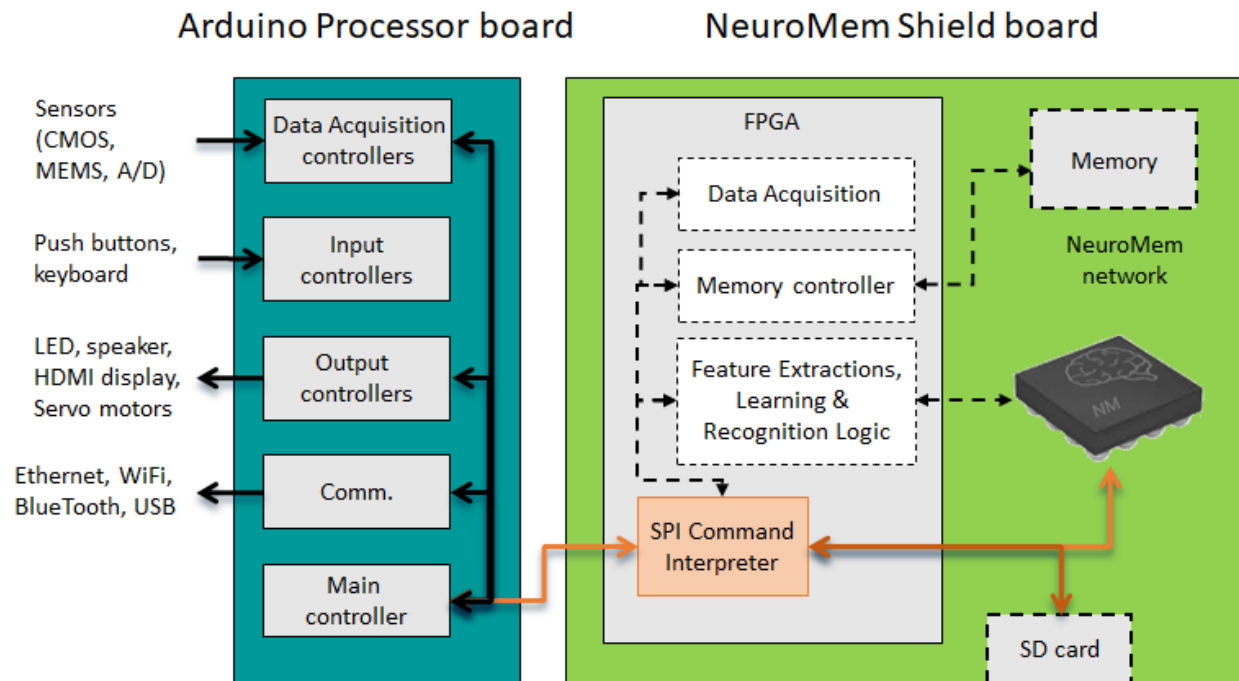 Arduino Processor board
NeuroMem Shield board
Sensors
(CMOS,
MEMS, A/D)
Push buttons,
keyboard
LED, speaker,
HDMI display,
Servo motors
Ethernet, WiFi,
BlueTooth, USB
Data Acquisition
controllers
Input
controllers
Output
controllers
Comm.
Main
controller
FPGA
Data Acquisition
Memory controller
Feature Extractions,
Learning &
Recognition Logic
SPI Command
Interpreter
Memory
NeuroMem
network
NM
SD card